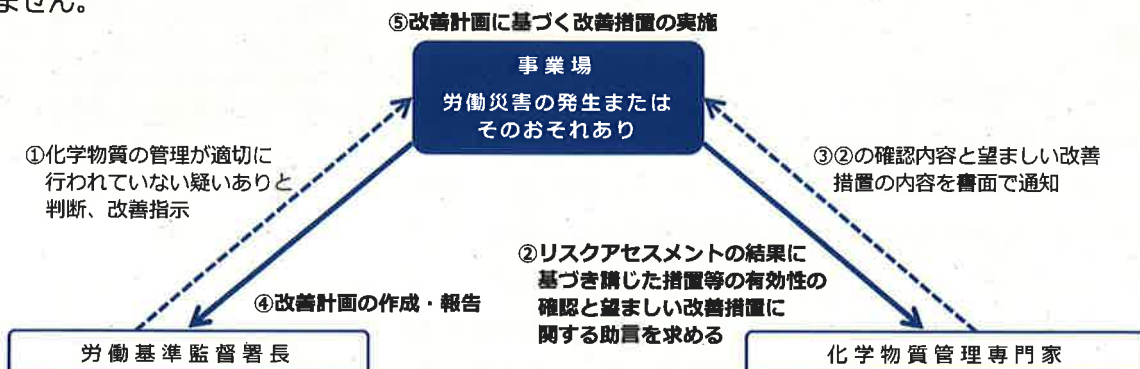 ません。
⑤改善計画に基づく改善措置の実施
事業場
労働災害の発生または
そのおそれあり
①化学物質の管理が適切に
行われていない疑いありと
判断、改善指示
③②の確認内容と望ましい改善
措置の内容を書面で通知
②リスクアセスメントの結果に
基づき講じた措置等の有効性の
確認と望ましい改善措置に
関する助言を求める
④改善計画の作成・報告
労働基準監督署長
化学物質管理専門家